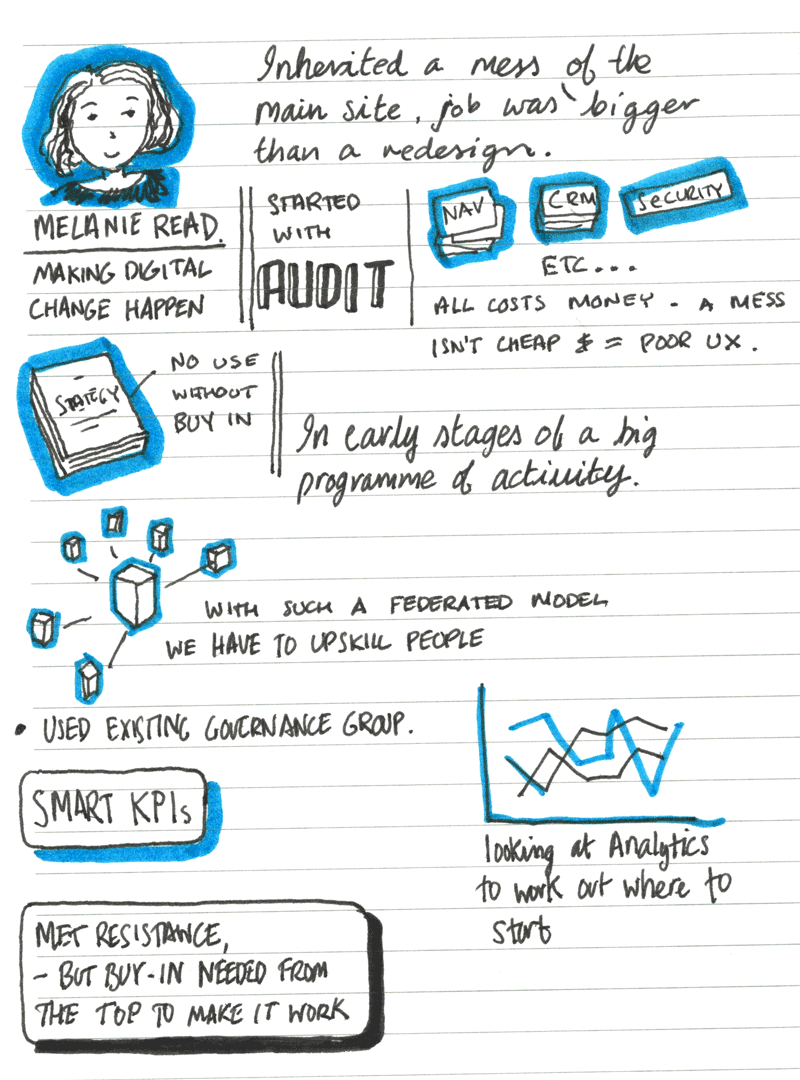 Inherited a mess of the
main site, job was bigger
than a redesign.
MELANIE READ.
MAKING DIGITAL
CHANGE HAPPEN
STARTED
WITH
AUDIT
NAV
CRM
SECURITY
ETC...
ALL COSTS MONEY - A MESS
ISN'T CHEAP $ = POOR UX.
STATEGY
NO USE
WITHOUT
BUY IN
In early stages of a big
programme of activity.
WITH SUCH A FEDERATED MODEL
WE HAVE TO UPSKILL PEOPLE
• USED EXISTING GOVERNANCE GROUP.
SMART KPIs
looking at Analytics
to work out where to
start
MET RESISTANCE,
- BUT BUY-IN NEEDED FROM
THE TOP TO MAKE IT WORK